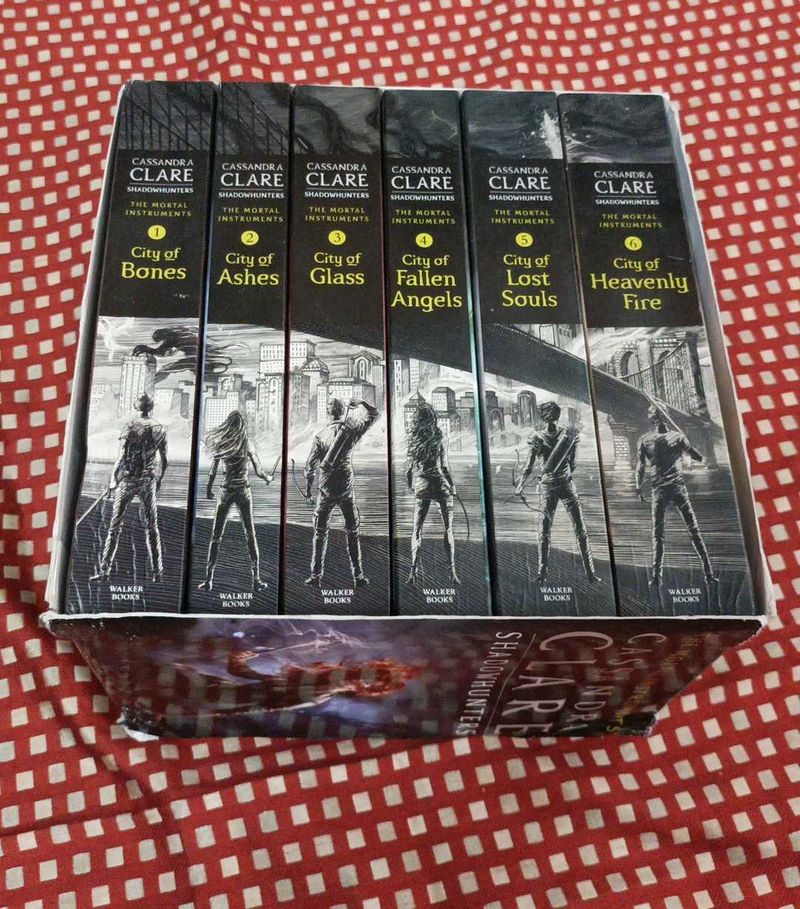 CASSANDRA
CLARE
SHADOWHUNTERS
THE MORTAL
INSTRUMENTS
1
City of
Bones
WALKER
BOOKS
CASSANDRA
CLARE
SHADOWHUNTERS
THE MORTAL
INSTRUMENTS
2
City of
Ashes
WALKER
BOOKS
CASSANDRA
CLARE
SHADOWHUNTERS
THE MORTAL
INSTRUMENTS
3
City of
Glass
WALKER
BOOKS
CASSANDRA
CLARE
SHADOWHUNTERS
THE MORTAL
INSTRUMENTS
4
City of
Fallen
Angels
WALKER
BOOKS
CASSANDRA
CLARE
SHADOWHUNTERS
THE MORTAL
INSTRUMENTS
5
City of
Lost
Souls
WALKER
BOOKS
CASSANDRA
CLARE
SHADOWHUNTERS
THE MORTAL
INSTRUMENTS
6
City of
Heavenly
Fire
WALKER
BOOKS
CASSANDR
CLARE
SHADOWHUNTERS